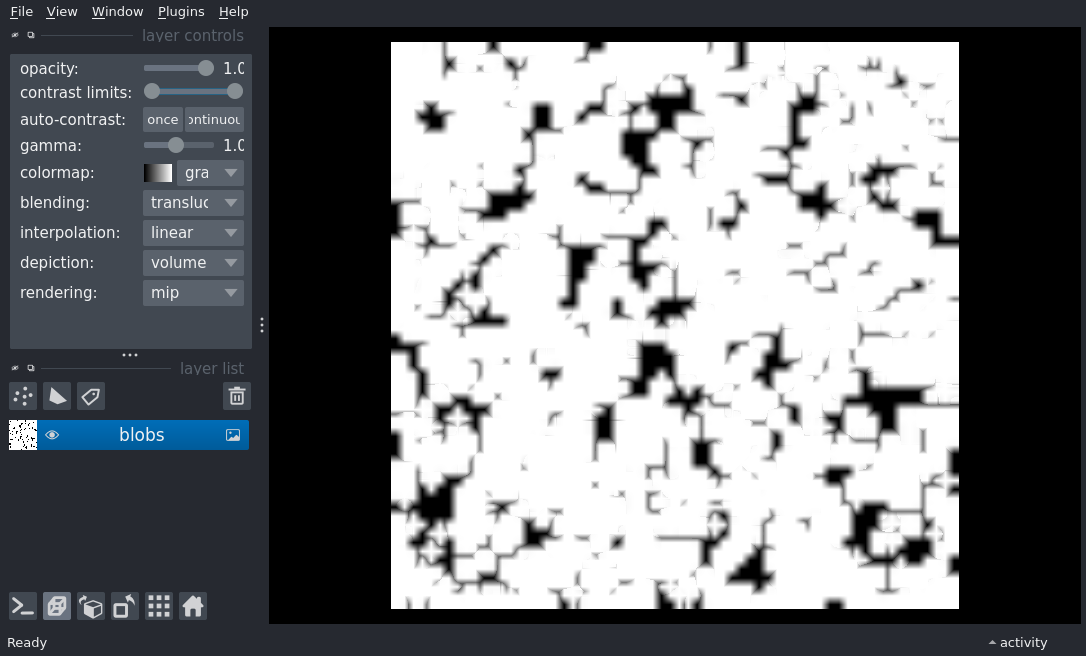 File View Window Plugins Help
layer controls
opacity: 1.0
contrast limits:
auto-contrast: once ontinuou
gamma: 1.0
colormap: gra
blending: transluc
interpolation: linear
depiction: volume
rendering: mip
layer list
blobs
Ready
activity